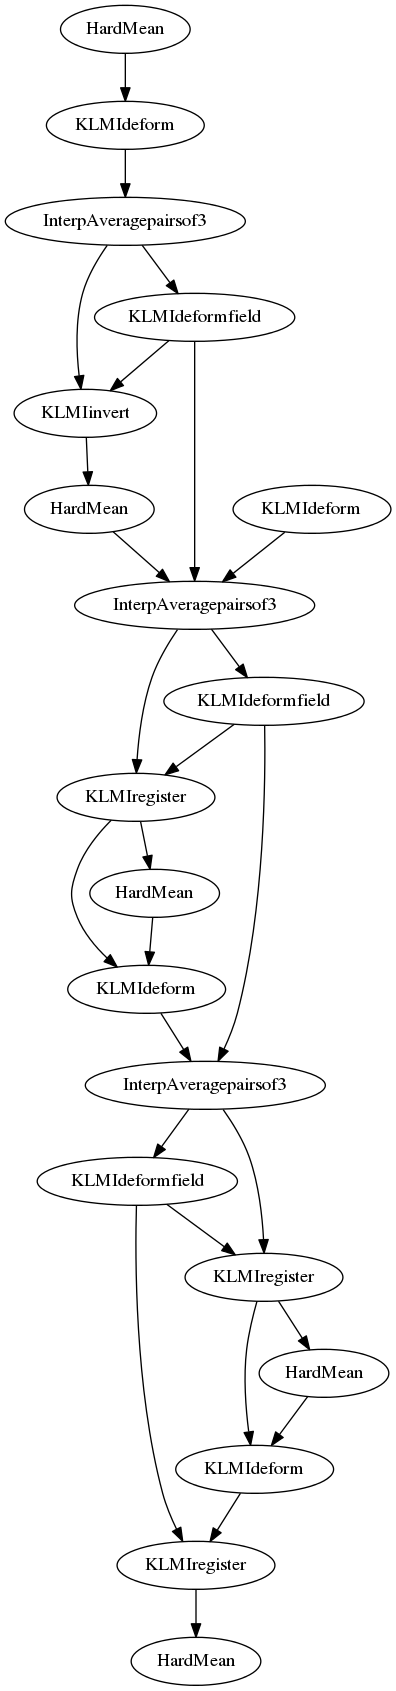 HardMean
KLMIdeform
InterpAveragepairsof3
KLMIdeformfield
KLMIinvert
HardMean
KLMIdeform
InterpAveragepairsof3
KLMIdeformfield
KLMIregister
HardMean
KLMIdeform
InterpAveragepairsof3
KLMIdeformfield
KLMIregister
HardMean
KLMIdeform
KLMIregister
HardMean